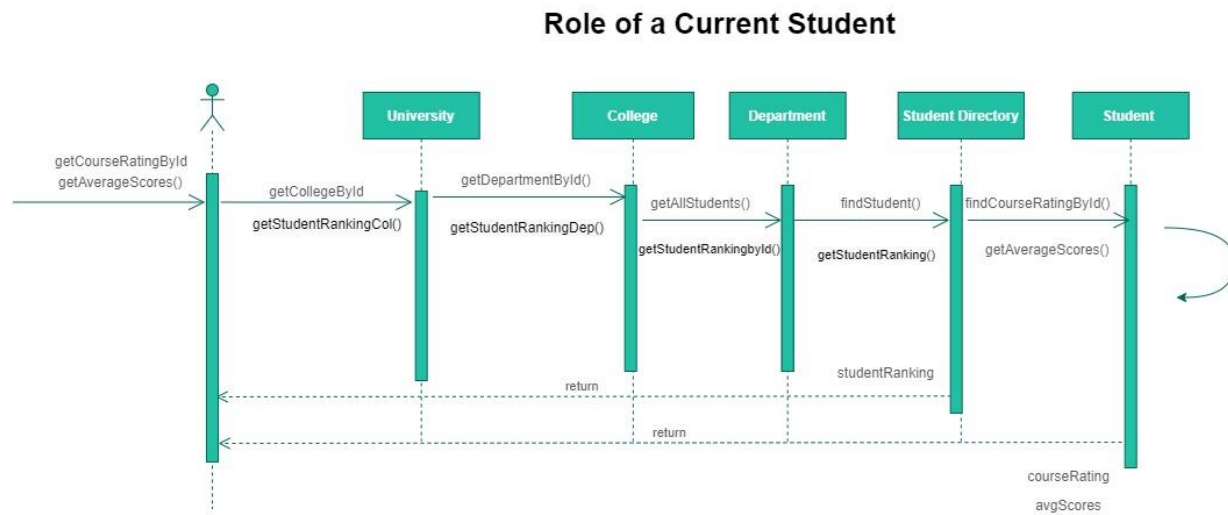 Role of a Current Student
University
College
Department
Student Directory
Student
getCourseRatingById
getAverageScores()
getCollegeById
getStudentRankingCol()
getDepartmentById()
getStudentRankingDep()
getAllStudents()
getStudentRankingbyId()
findStudent()
getStudentRanking()
findCourseRatingById()
getAverageScores()
studentRanking
return
return
courseRating
avgScores